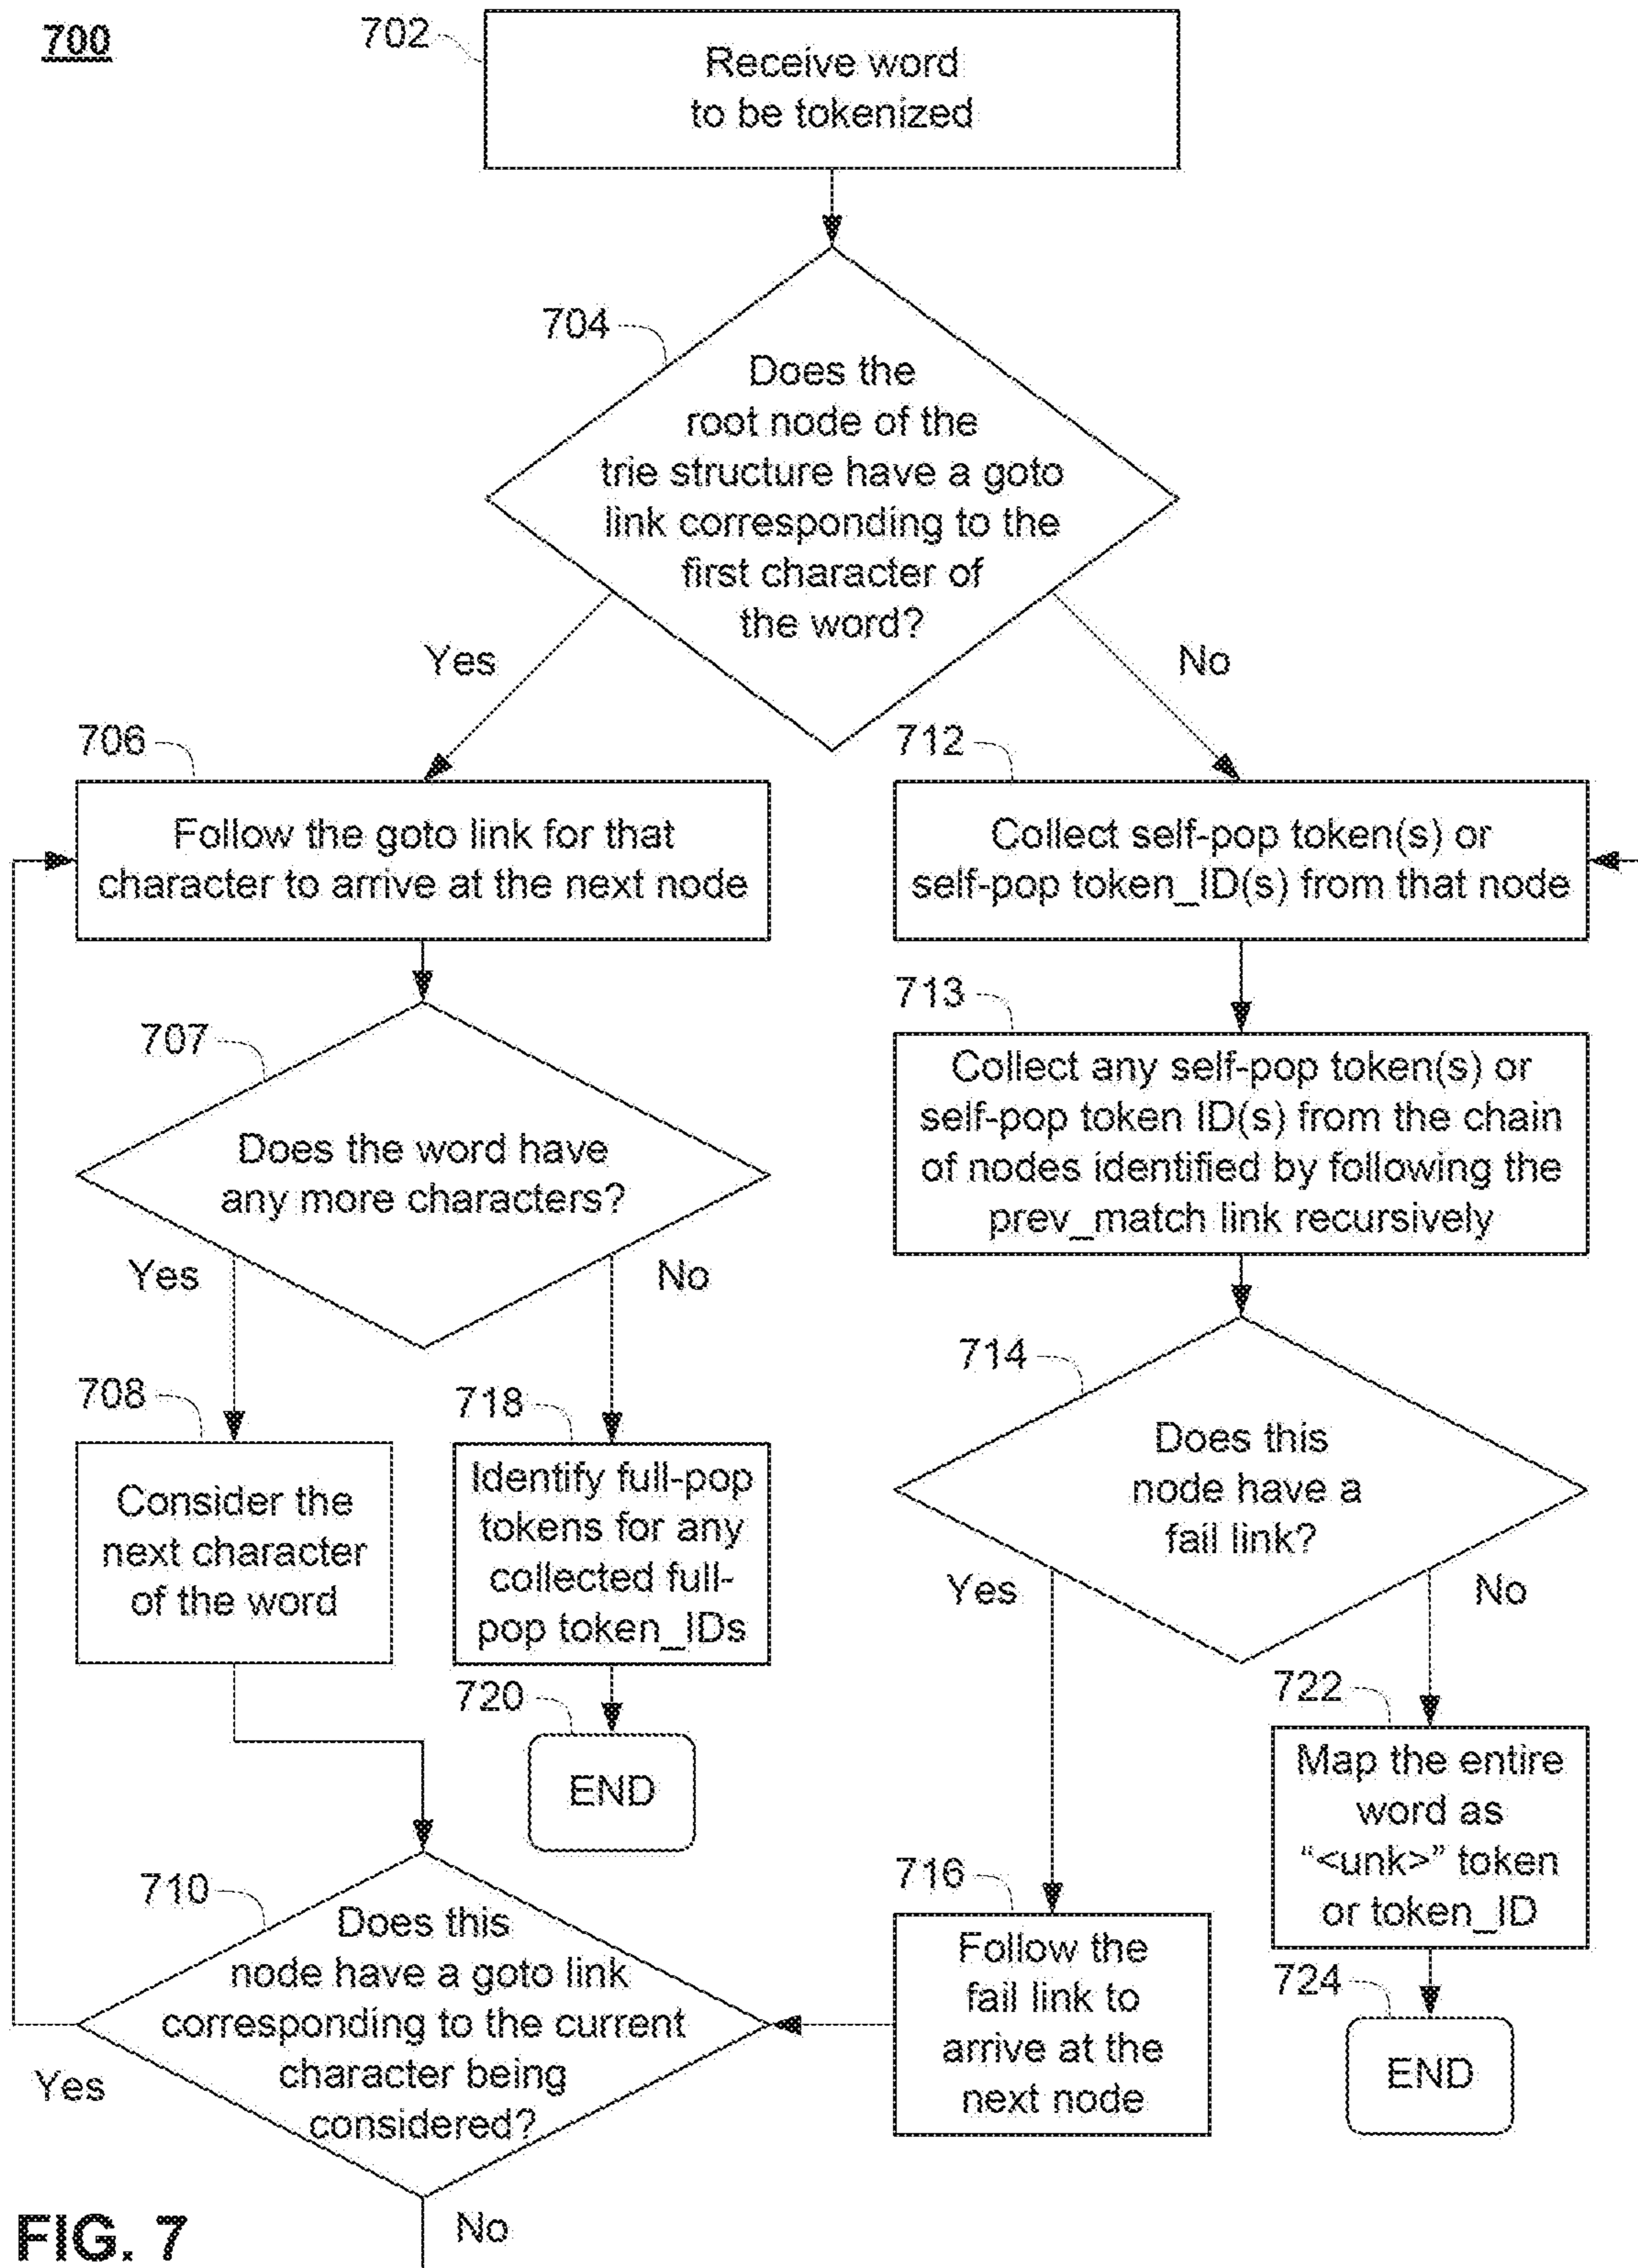 700
702
Receive word
to be tokenized
704
Does the
root node of the
trie structure have a goto
link corresponding to the
first character of
the word?
Yes
No
706
Follow the goto link for that
character to arrive at the next node
712
Collect self-pop token(s) or
self-pop token_ID(s) from that node
707
Does the word have
any more characters?
Yes
No
713
Collect any self-pop token(s) or
self-pop token ID(s) from the chain
of nodes identified by following the
prev_match link recursively
708
Consider the
next character
of the word
718
Identify full-pop
tokens for any
collected full-
pop token_IDs
720
END
714
Does this
node have a
fail link?
Yes
No
710
Does this
node have a goto link
corresponding to the current
character being
considered?
Yes
No
716
Follow the
fail link to
arrive at the
next node
722
Map the entire
word as
“<unk>” token
or token_ID
724
END
FIG. 7